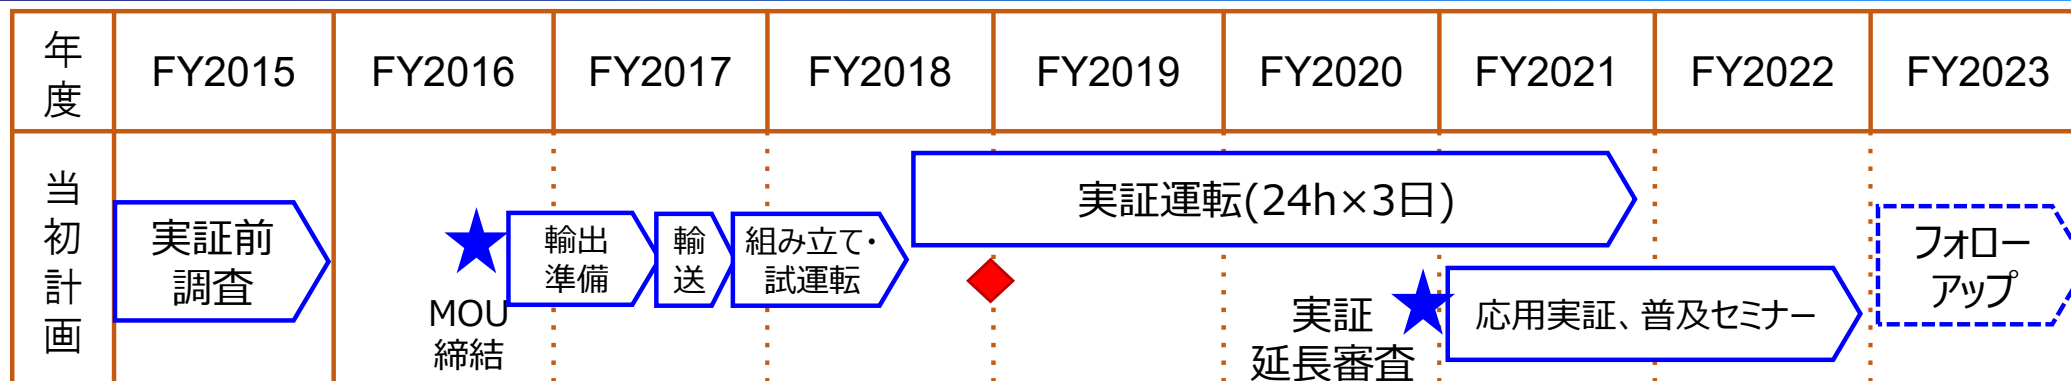 年度
FY2015
FY2016
FY2017
FY2018
FY2019
FY2020
FY2021
FY2022
FY2023
当初計画
実証前
調査
MOU
締結
輸出
準備
輸
送
組み立て・
試運転
実証運転(24h×3日)
実証
延長審査
応用実証、普及セミナー
フォロー
アップ